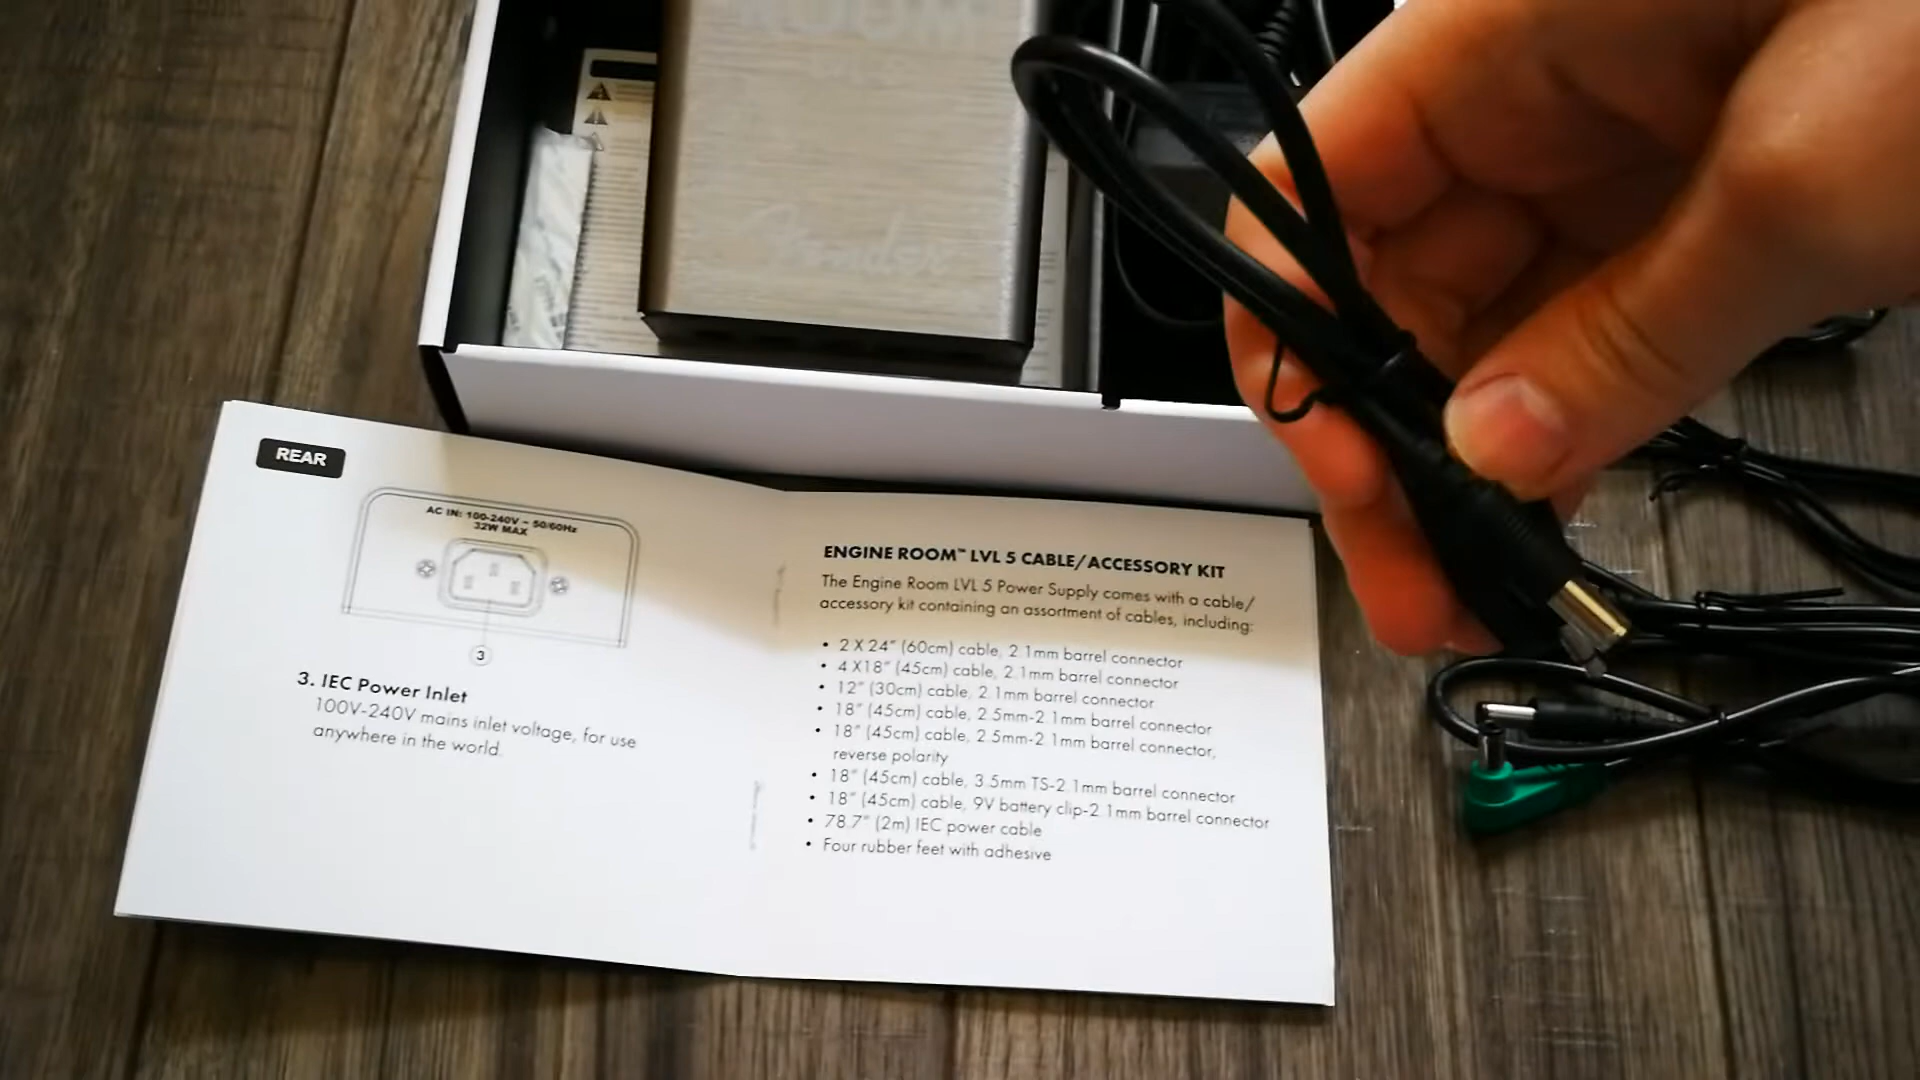 ROOM
Fender
REAR
AC IN: 100-240V ~ 50/60Hz
32W MAX
3
3. IEC Power Inlet
100V-240V mains inlet voltage, for use
anywhere in the world.
ENGINE ROOM™ LVL 5 CABLE/ACCESSORY KIT
The Engine Room LVL 5 Power Supply comes with a cable/
accessory kit containing an assortment of cables, including:
• 2 X 24" (60cm) cable, 2.1mm barrel connector
• 4 X18" (45cm) cable, 2.1mm barrel connector
• 12" (30cm) cable, 2.1mm barrel connector
• 18" (45cm) cable, 2.5mm-2.1mm barrel connector
• 18" (45cm) cable, 2.5mm-2.1mm barrel connector,
reverse polarity
• 18" (45cm) cable, 3.5mm TS-2.1mm barrel connector
• 18" (45cm) cable, 9V battery clip-2.1mm barrel connector
• 78.7" (2m) IEC power cable
• Four rubber feet with adhesive